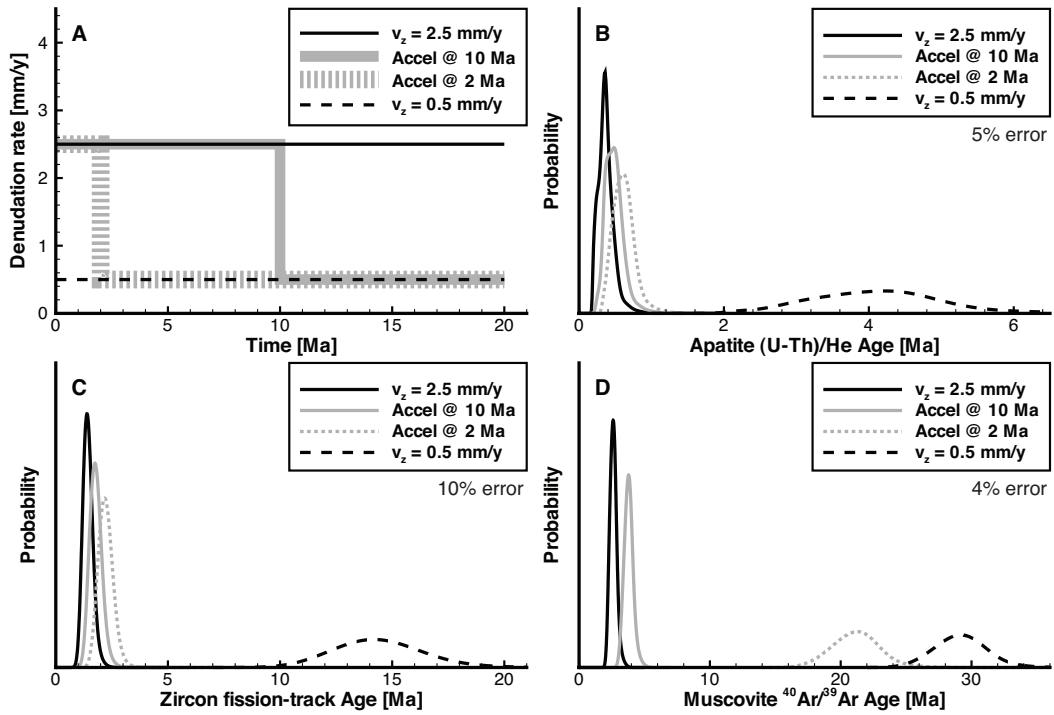 A
v_z = 2.5 mm/y
Accel @ 10 Ma
Accel @ 2 Ma
v_z = 0.5 mm/y
Denudation rate [mm/y]
4
3
2
1
0
0 5 10 15 20
Time [Ma]
B
v_z = 2.5 mm/y
Accel @ 10 Ma
Accel @ 2 Ma
v_z = 0.5 mm/y
5% error
Probability
0 2 4 6
Apatite (U-Th)/He Age [Ma]
C
v_z = 2.5 mm/y
Accel @ 10 Ma
Accel @ 2 Ma
v_z = 0.5 mm/y
10% error
Probability
0 5 10 15 20
Zircon fission-track Age [Ma]
D
v_z = 2.5 mm/y
Accel @ 10 Ma
Accel @ 2 Ma
v_z = 0.5 mm/y
4% error
Probability
0 10 20 30
Muscovite ⁴⁰Ar/³⁹Ar Age [Ma]